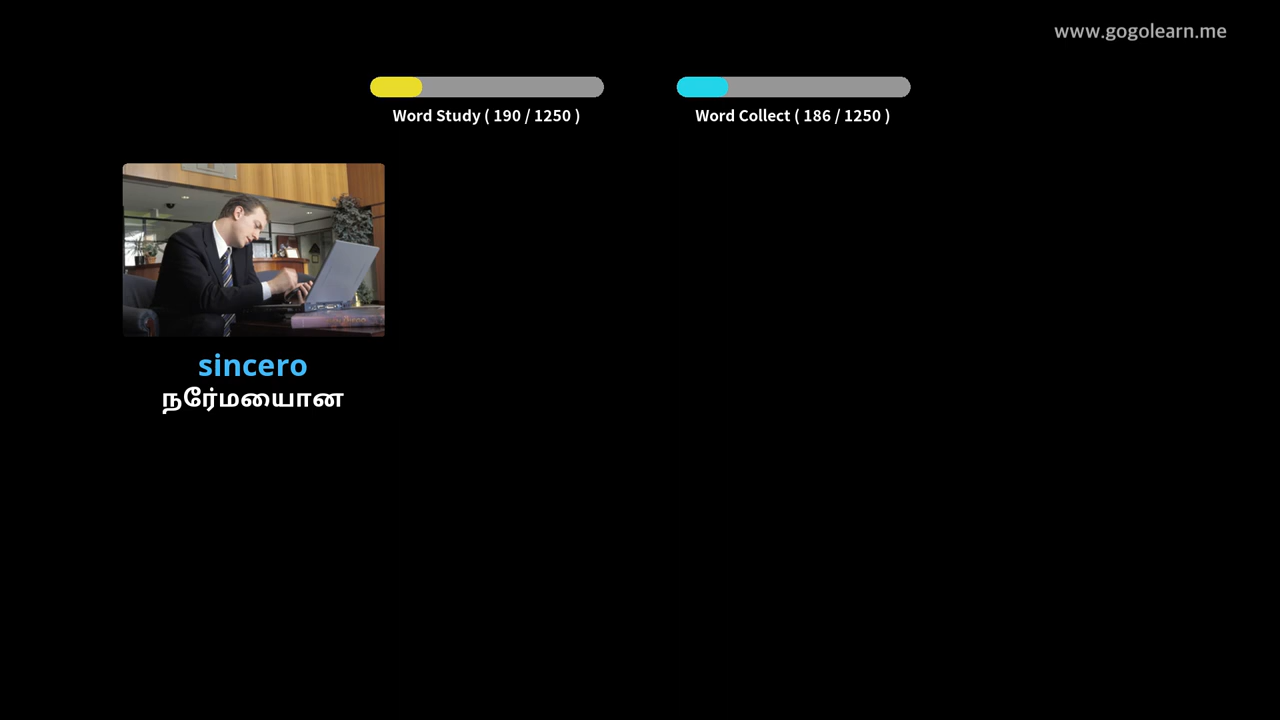 www.gogolearn.me
Word Study ( 190 / 1250 )
Word Collect ( 186 / 1250 )
sincero
நேர்மையான